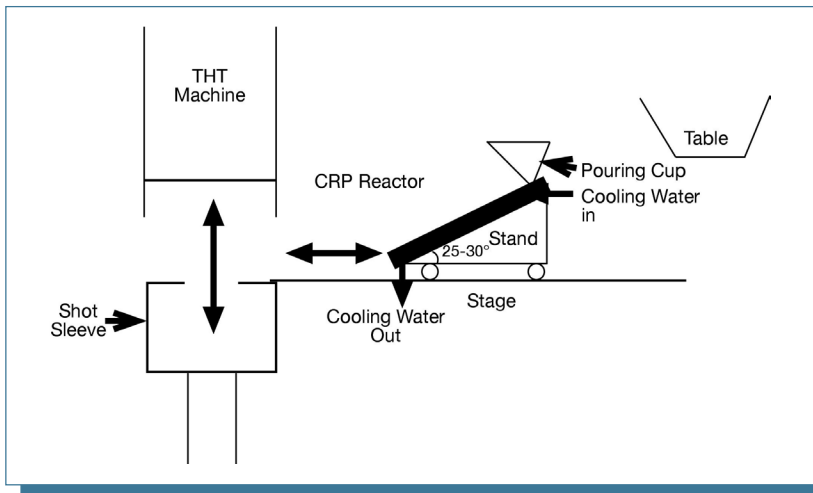 THT
Machine
Table
Pouring Cup
CRP Reactor
Cooling Water
in
Stand
25-30°
Stage
Shot
Sleeve
Cooling Water
Out